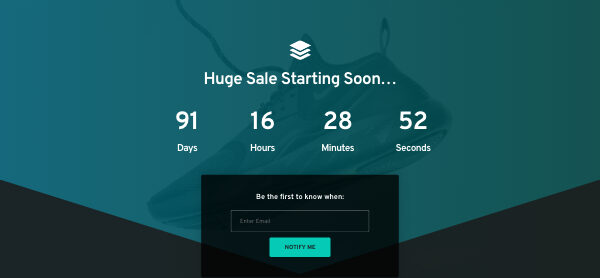 Huge Sale Starting Soon...
91 16 28 52
Days Hours Minutes Seconds
Be the first to know when:
Enter Email
NOTIFY ME